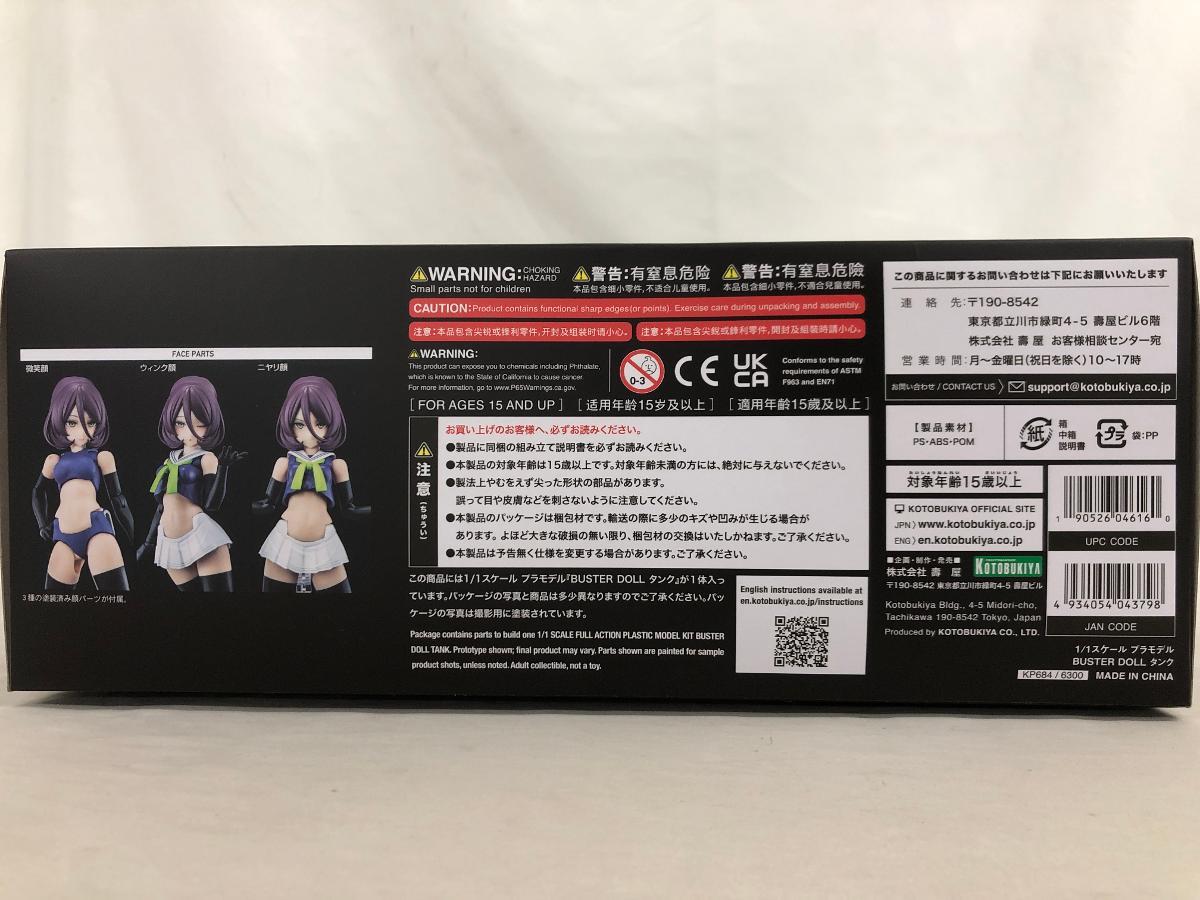 FACE PARTS
微笑顔
ウィンク顔
ニヤリ顔
3種の塗装済み顔パーツが付属。
WARNING: CHOKING HAZARD
Small parts not for children
警告:有窒息危险
本品包含细小零件,不适合儿童使用。
警告:有窒息危險
本品包含細小零件,不適合兒童使用。
CAUTION:Product contains functional sharp edges(or points). Exercise care during unpacking and assembly.
注意:本品包含尖锐或锋利零件,开封及组装时请小心。
注意:本品包含尖銳或鋒利零件,開封及組裝時請小心。
WARNING:
This product can expose you to chemicals including Phthalate,
which is known to the State of California to cause cancer.
For more information, go to www.P65Warnings.ca.gov.
0-3
CE
UK
CA
Conforms to the safety
requirements of ASTM
F963 and EN71
[ FOR AGES 15 AND UP ] [ 适用年龄15岁及以上 ] [ 適用年齡15歲及以上 ]
注意(ちゅうい)
お買い上げのお客様へ、必ずお読みください。
●製品に同梱の組み立て説明書を必ずお読みください。
●本製品の対象年齢は15歳以上です。対象年齢未満の方には、絶対に与えないでください。
●製法上やむをえず尖った形状の部品があります。
誤って目や皮膚などを刺さないように注意してください。
●本製品のパッケージは梱包材です。輸送の際に多少のキズや凹みが生じる場合が
あります。よほど大きな破損の無い限り、梱包材の交換はいたしかねます。ご了承ください。
●本製品は予告無く仕様を変更する場合があります。ご了承ください。
この商品には1/1スケール プラモデル『BUSTER DOLL タンク』が1体入っ
ています。パッケージの写真と商品は多少異なりますのでご了承ください。パッ
ケージの写真は撮影用に塗装されています。
Package contains parts to build one 1/1 SCALE FULL ACTION PLASTIC MODEL KIT BUSTER
DOLL TANK. Prototype shown; final product may vary. Parts shown are painted for sample
product shots, unless noted. Adult collectible, not a toy.
English instructions available at
en.kotobukiya.co.jp/instructions
この商品に関するお問い合わせは下記にお願いいたします
連絡先:〒190-8542
東京都立川市緑町4-5 壽屋ビル6階
株式会社 壽屋 お客様相談センター宛
営業時間:月〜金曜日(祝日を除く)10〜17時
お問い合わせ / CONTACT US
support@kotobukiya.co.jp
【製品素材】
PS・ABS・POM
紙
箱
中箱
説明書
プラ
袋:PP
たいしょうねんれい さいいじょう
対象年齢15歳以上
KOTOBUKIYA OFFICIAL SITE
JPN〉www.kotobukiya.co.jp
ENG〉en.kotobukiya.co.jp
■企画・制作・発売■
株式会社 壽屋
KOTOBUKIYA
〒190-8542 東京都立川市緑町4-5 壽屋ビル
Kotobukiya Bldg., 4-5 Midori-cho,
Tachikawa 190-8542 Tokyo, Japan
Produced by KOTOBUKIYA CO., LTD.
1 90526 04616 0
UPC CODE
4 934054 043798
JAN CODE
1/1スケール プラモデル
BUSTER DOLL タンク
KP684 / 6300
MADE IN CHINA